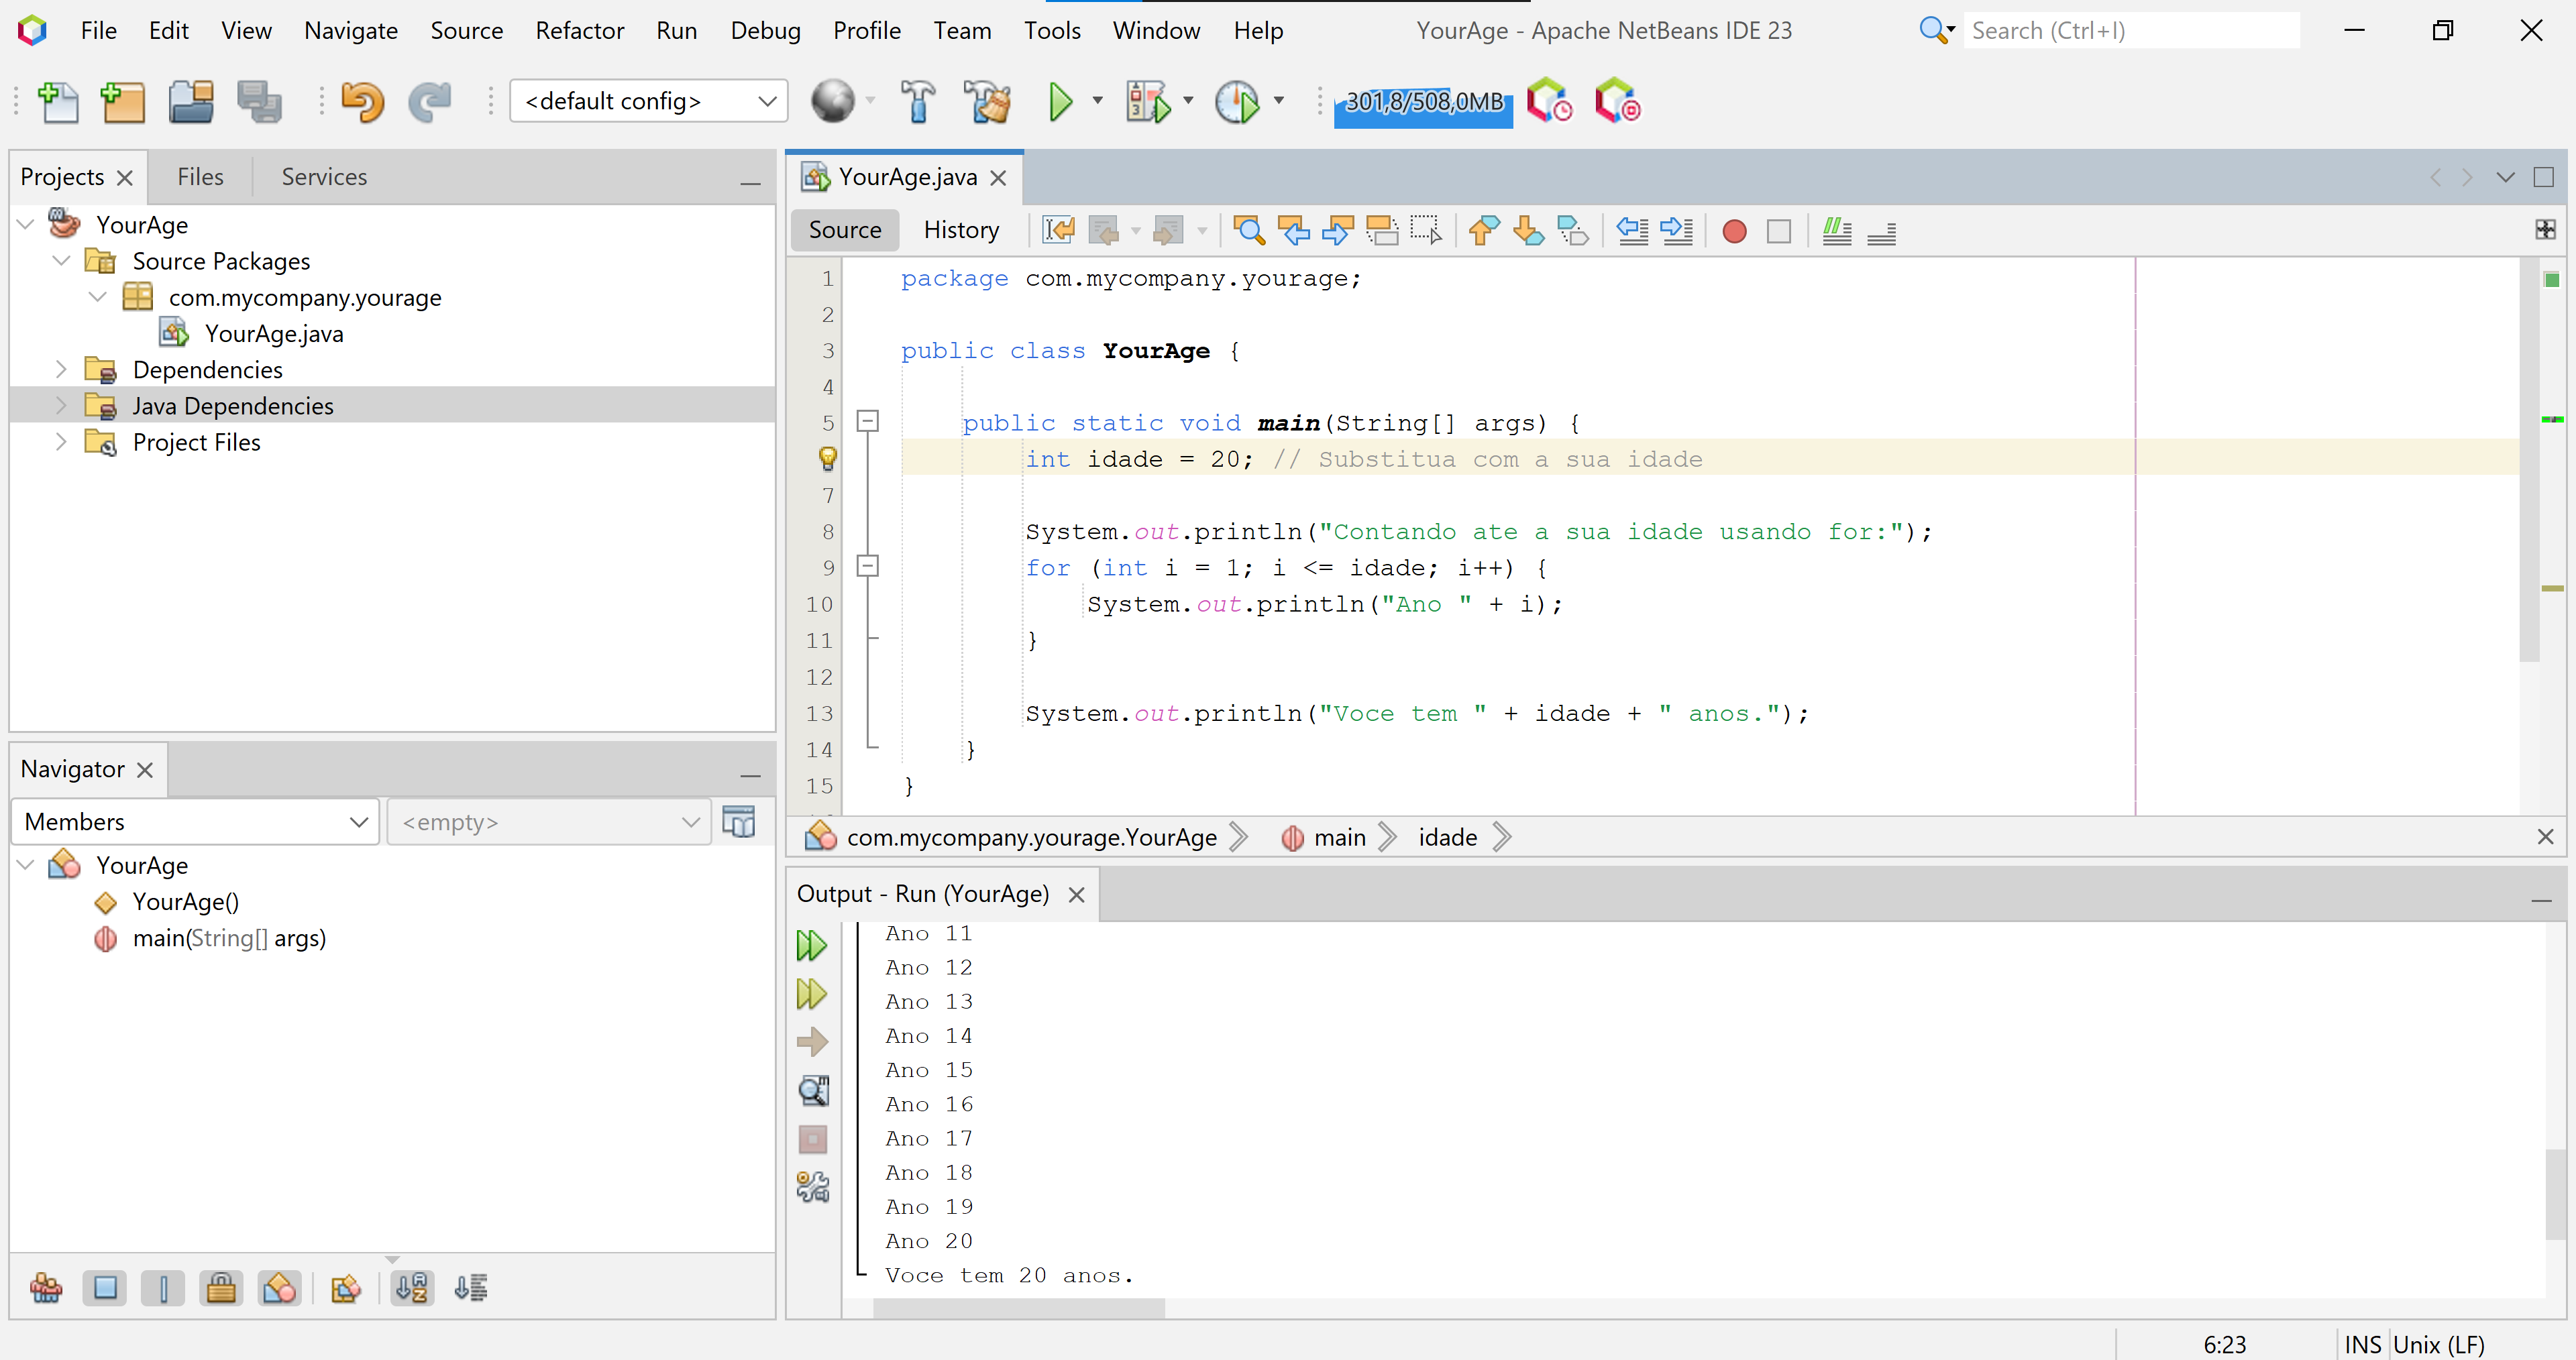 File Edit View Navigate Source Refactor Run Debug Profile Team Tools Window Help YourAge - Apache NetBeans IDE 23 Search (Ctrl+I)
<default config> 301,8/508,0MB
Projects Files Services
YourAge
Source Packages
com.mycompany.yourage
YourAge.java
Dependencies
Java Dependencies
Project Files
Navigator
Members <empty>
YourAge
YourAge()
main(String[] args)
YourAge.java
Source History
1 package com.mycompany.yourage;
2
3 public class YourAge {
4
5 public static void main(String[] args) {
int idade = 20; // Substitua com a sua idade
7
8 System.out.println("Contando ate a sua idade usando for:");
9 for (int i = 1; i <= idade; i++) {
10 System.out.println("Ano " + i);
11 }
12
13 System.out.println("Voce tem " + idade + " anos.");
14 }
15 }
com.mycompany.yourage.YourAge main idade
Output - Run (YourAge)
Ano 11
Ano 12
Ano 13
Ano 14
Ano 15
Ano 16
Ano 17
Ano 18
Ano 19
Ano 20
Voce tem 20 anos.
6:23 INS Unix (LF)